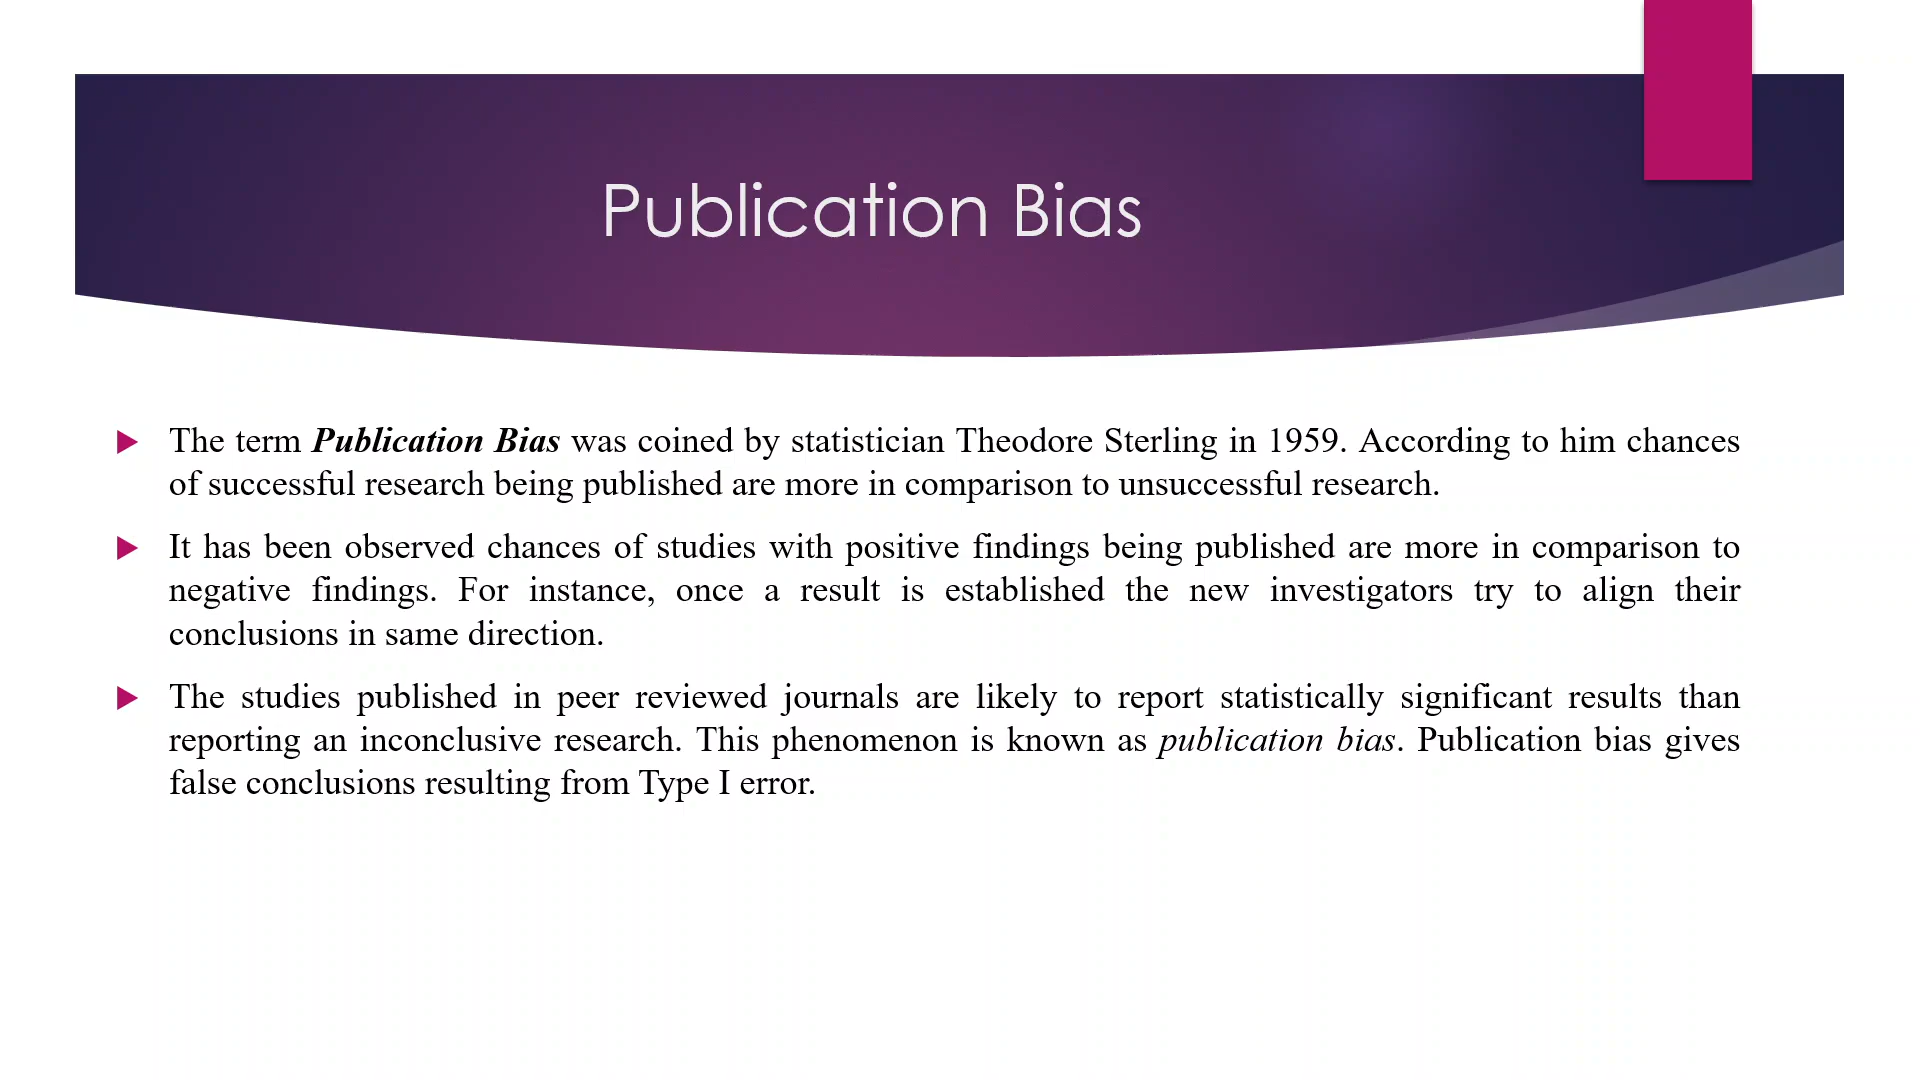 Publication Bias
The term Publication Bias was coined by statistician Theodore Sterling in 1959. According to him chances
of successful research being published are more in comparison to unsuccessful research.
It has been observed chances of studies with positive findings being published are more in comparison to
negative findings. For instance, once a result is established the new investigators try to align their
conclusions in same direction.
The studies published in peer reviewed journals are likely to report statistically significant results than
reporting an inconclusive research. This phenomenon is known as publication bias. Publication bias gives
false conclusions resulting from Type I error.